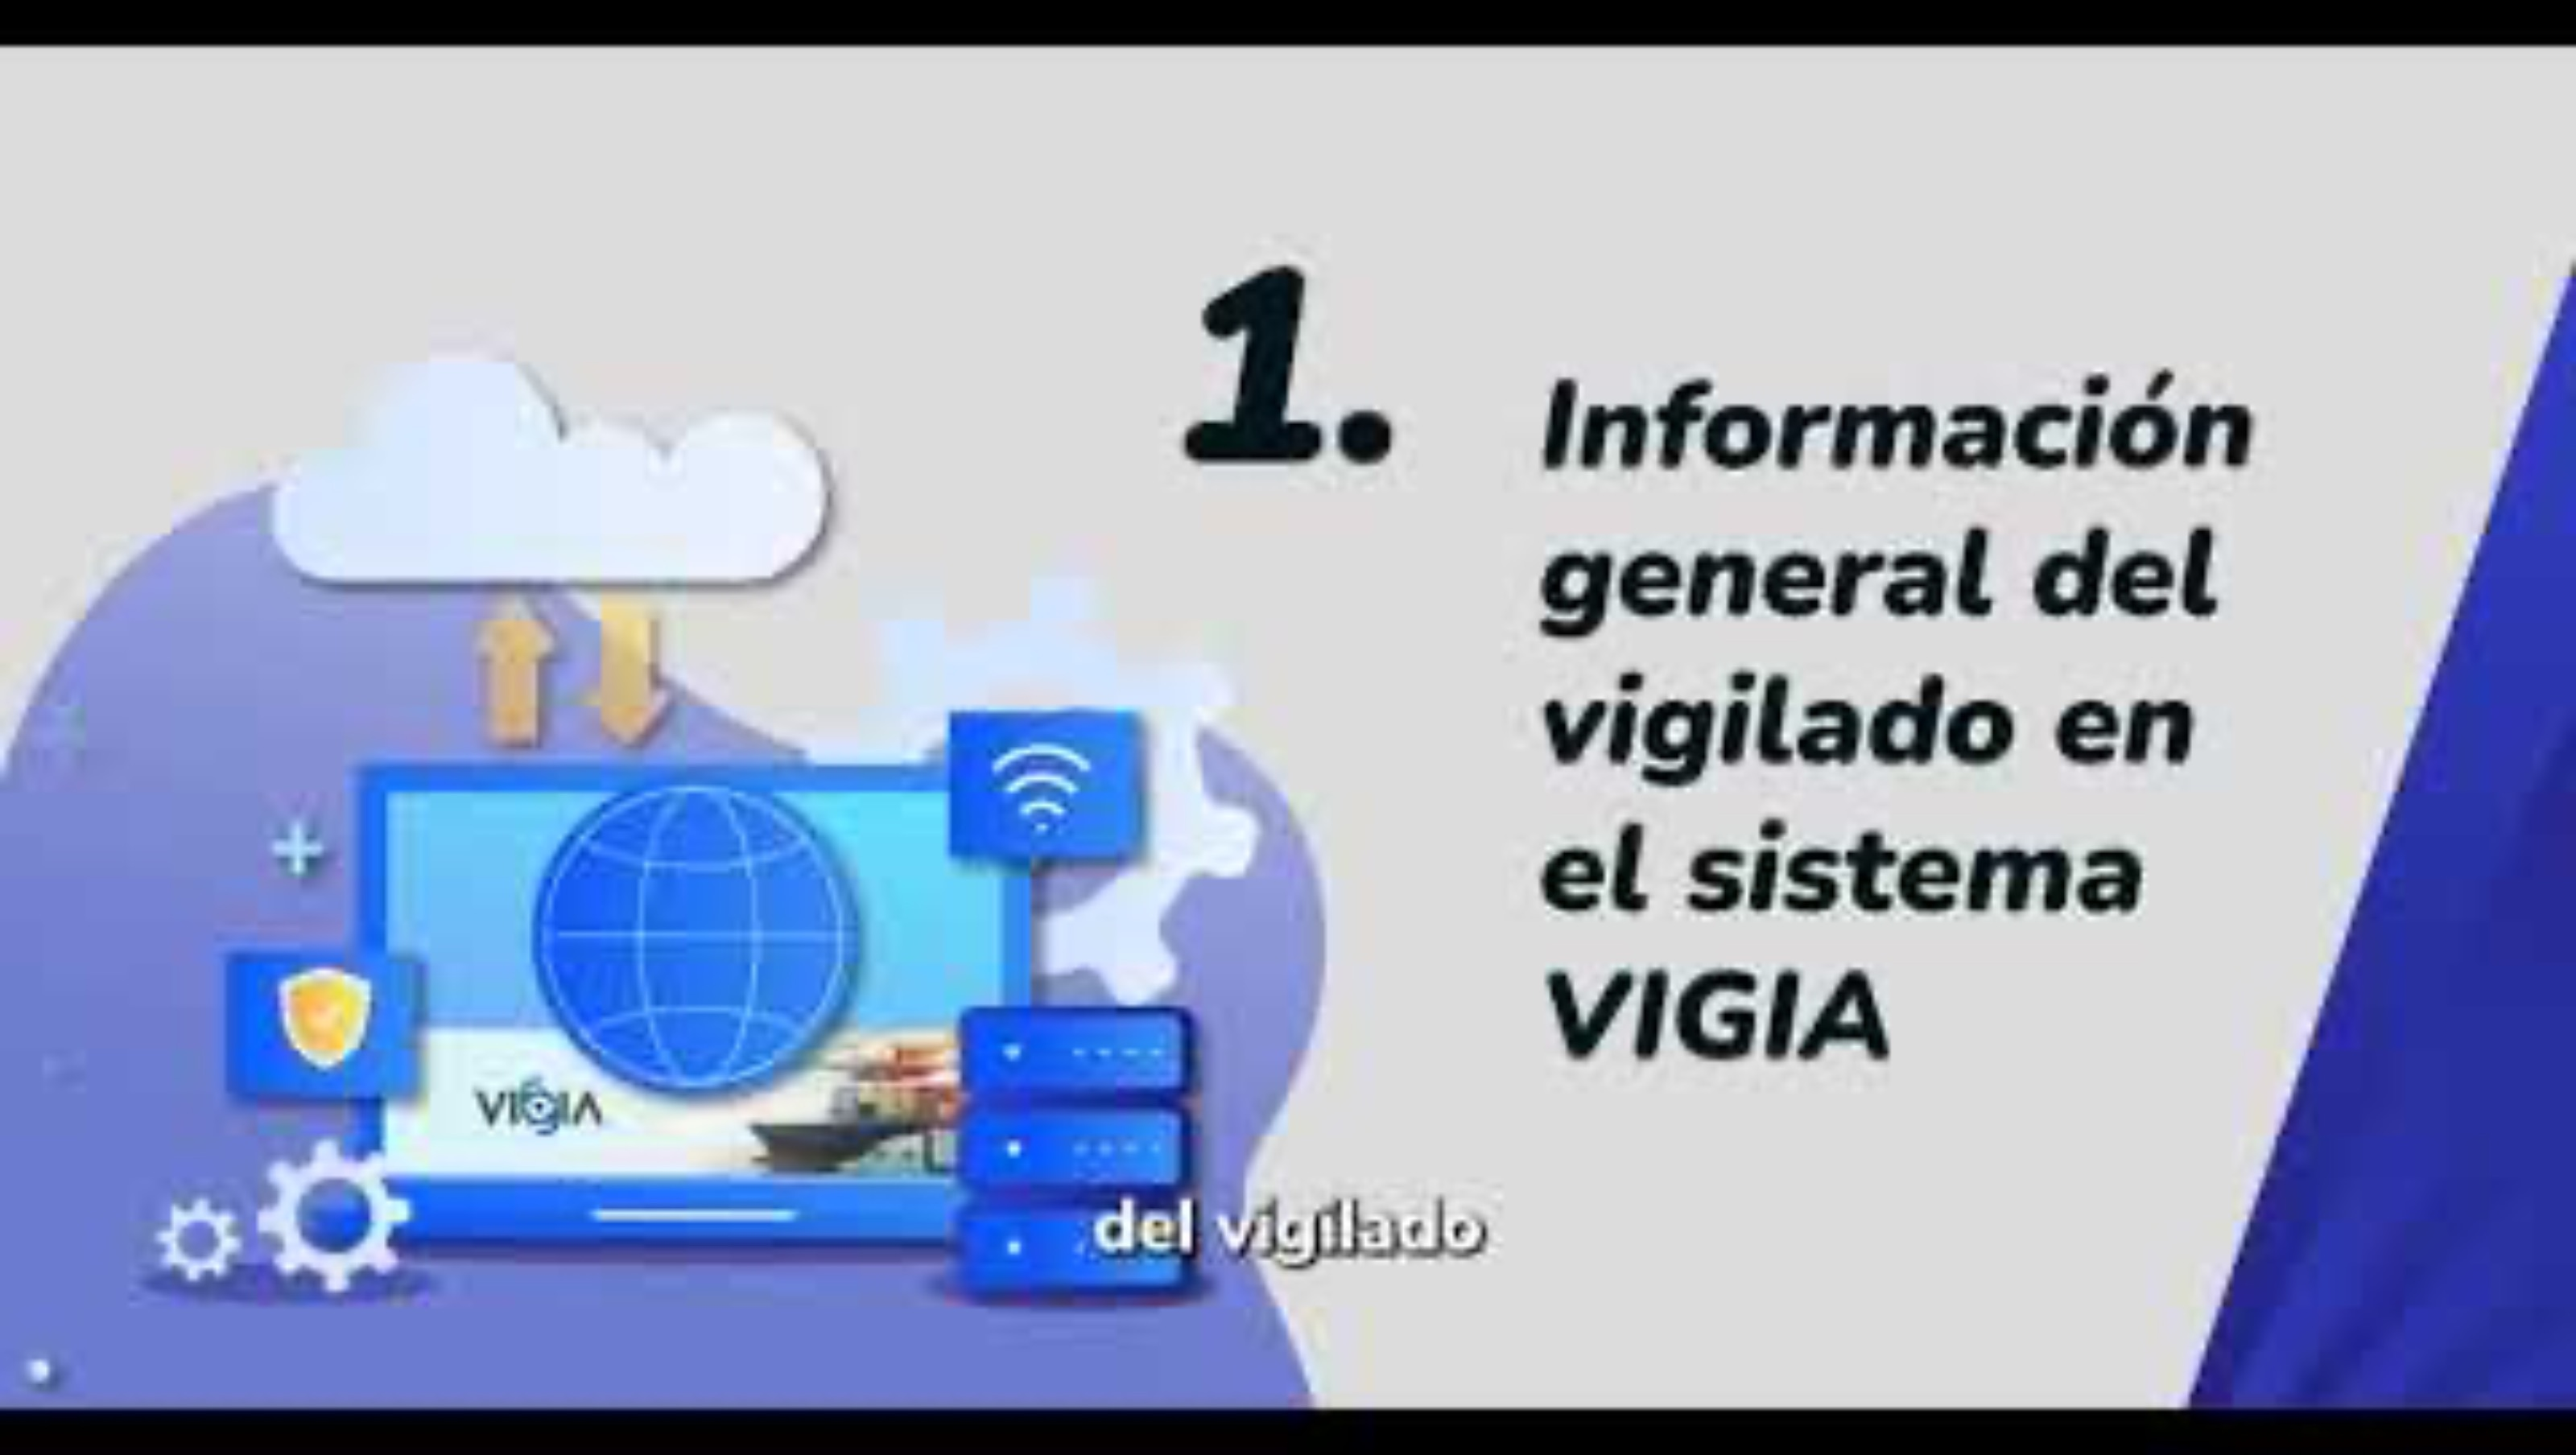 1.
Información
general del
vigilado en
el sistema
VIGIA
VIGIA
del vigilado